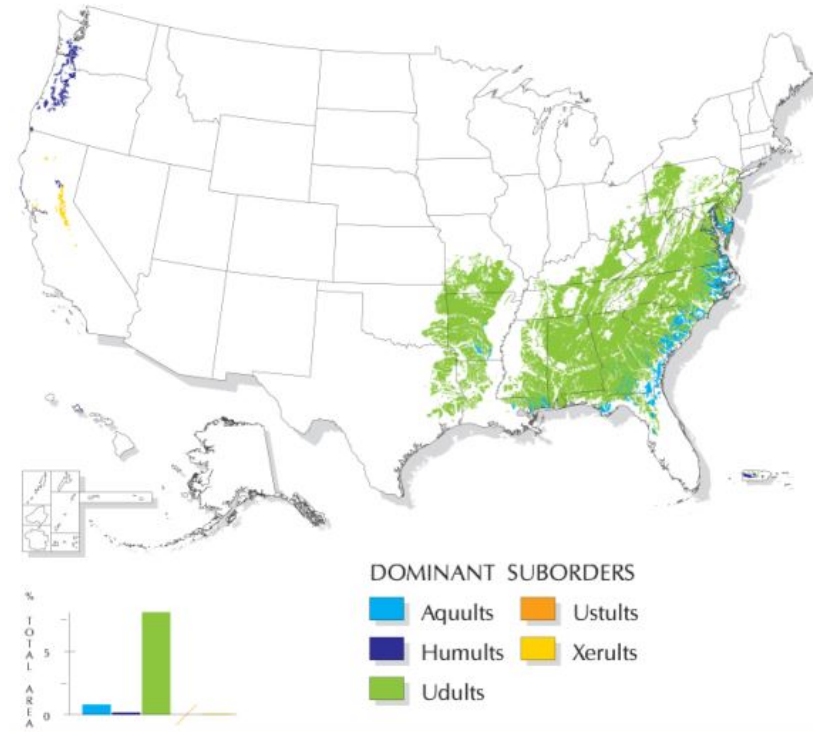 DOMINANT SUBORDERS
Aquults
Ustults
Humults
Xerults
Udults
%
TOTAL AREA
5
0